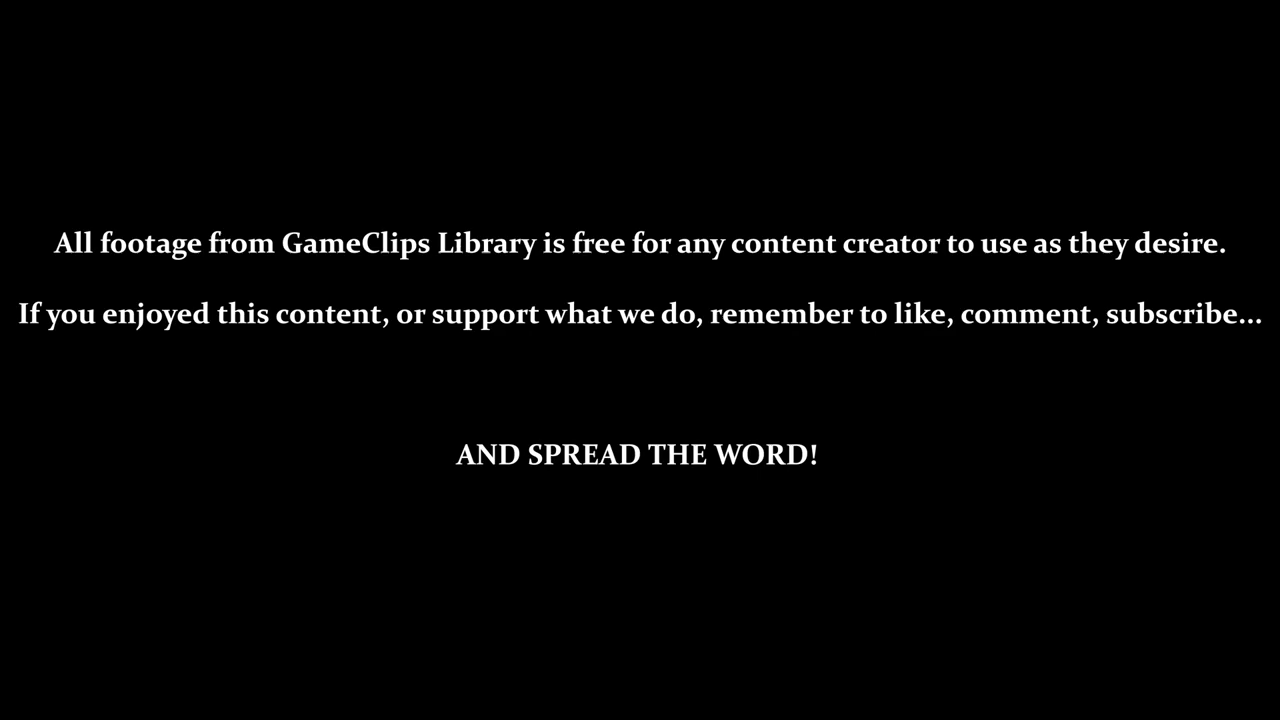 All footage from GameClips Library is free for any content creator to use as they desire.
If you enjoyed this content, or support what we do, remember to like, comment, subscribe...
AND SPREAD THE WORD!